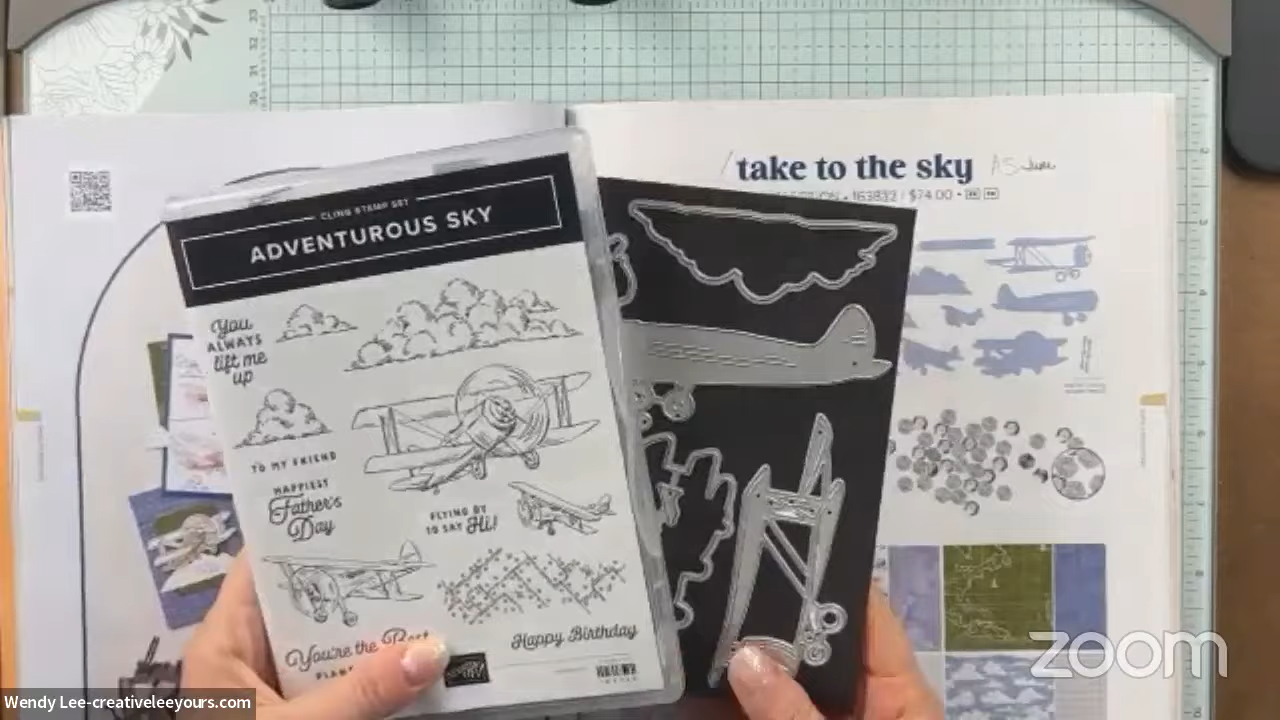 take to the sky
163832 / $74.00 •
CLING STAMP SET
ADVENTUROUS SKY
You
ALWAYS
lift me
up
TO MY FRIEND
HAPPIEST
Father's
Day
FLYING BY
TO SAY Hi!
You're the Best
Happy Birthday
zoom
Wendy Lee-creativeleeyours.com